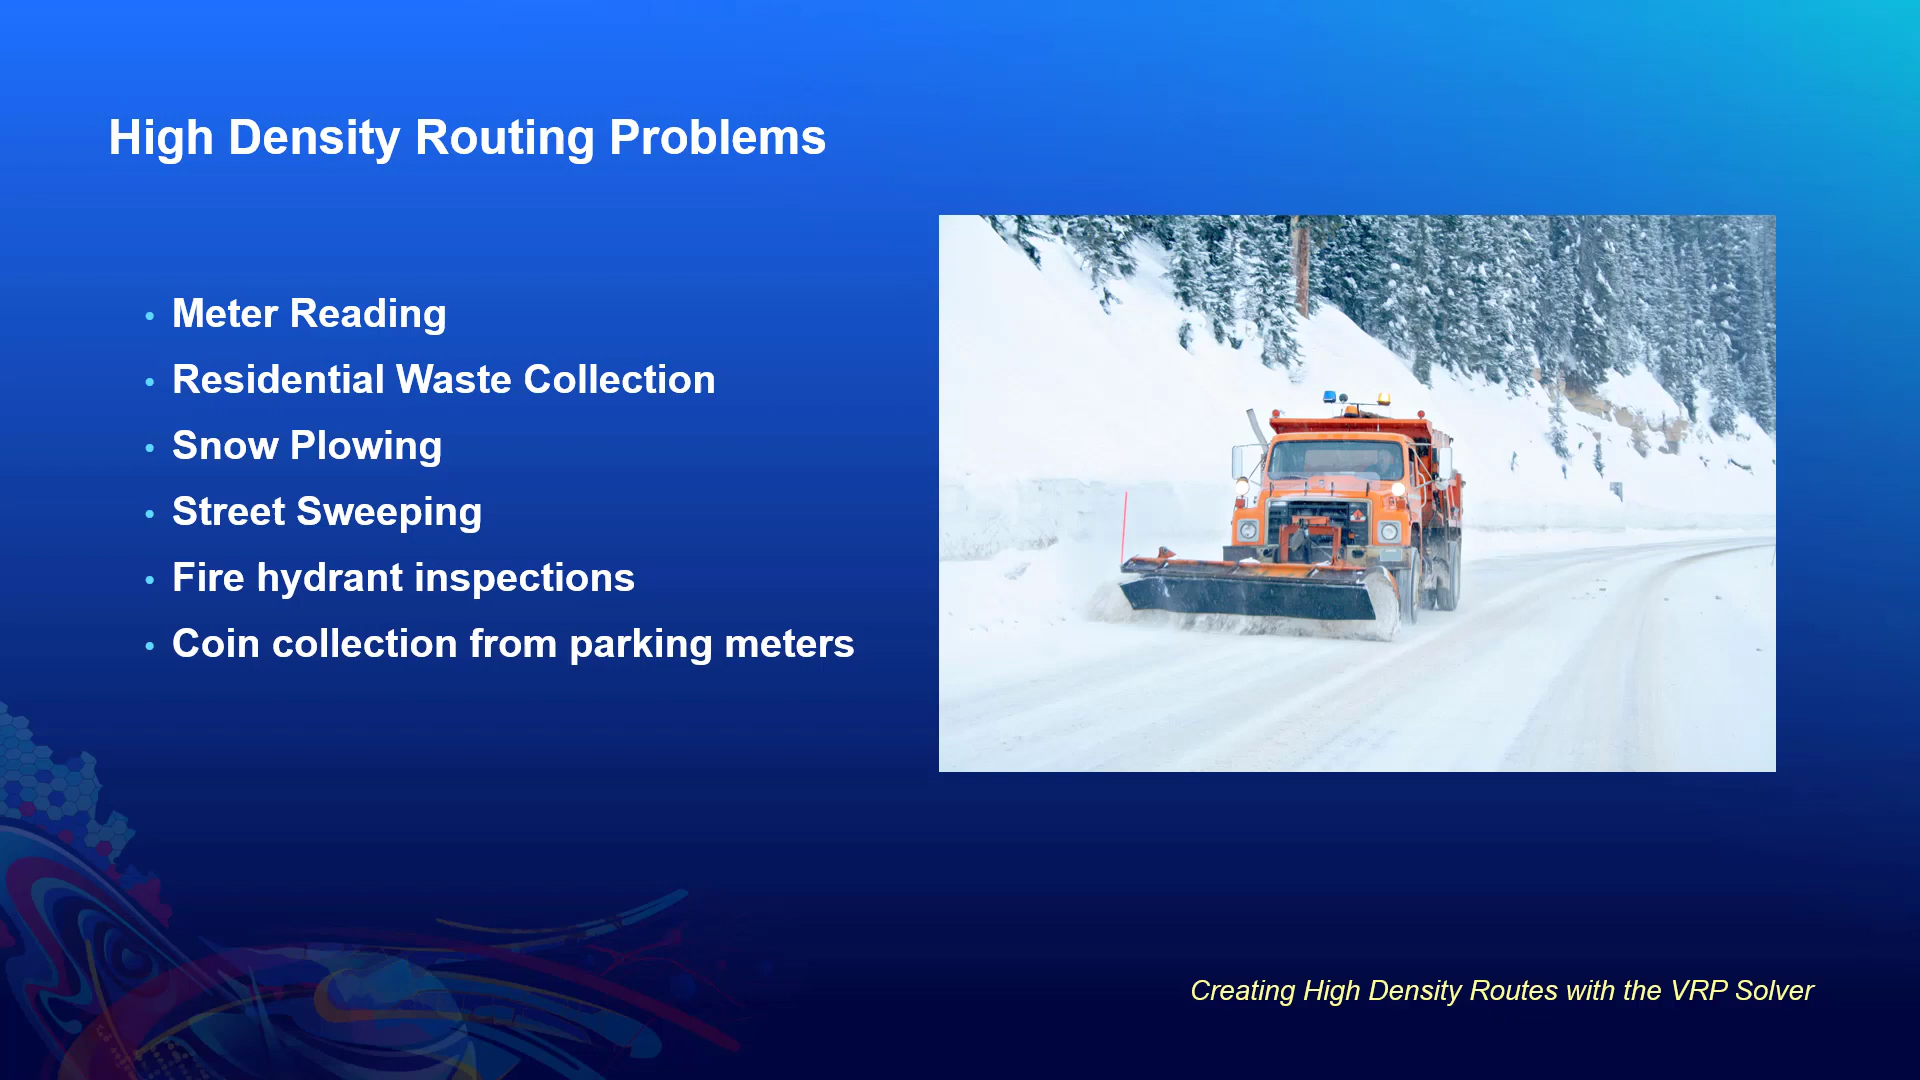 High Density Routing Problems
• Meter Reading
• Residential Waste Collection
• Snow Plowing
• Street Sweeping
• Fire hydrant inspections
• Coin collection from parking meters
Creating High Density Routes with the VRP Solver